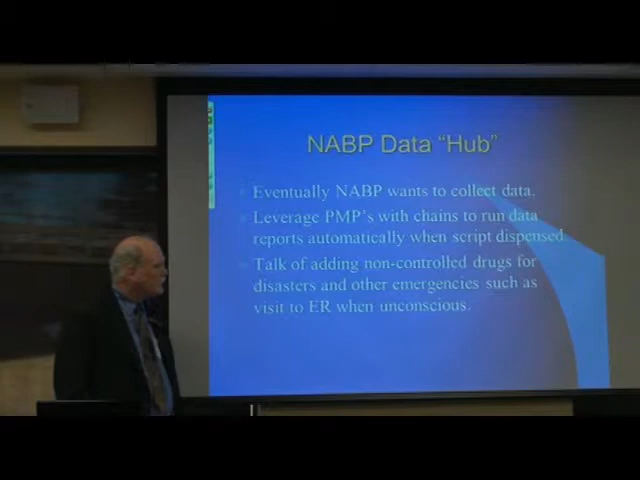 NABP Data “Hub”
Eventually NABP wants to collect data.
Leverage PMP’s with chains to run data
reports automatically when script dispensed
Talk of adding non-controlled drugs for
disasters and other emergencies such as
visit to ER when unconscious.